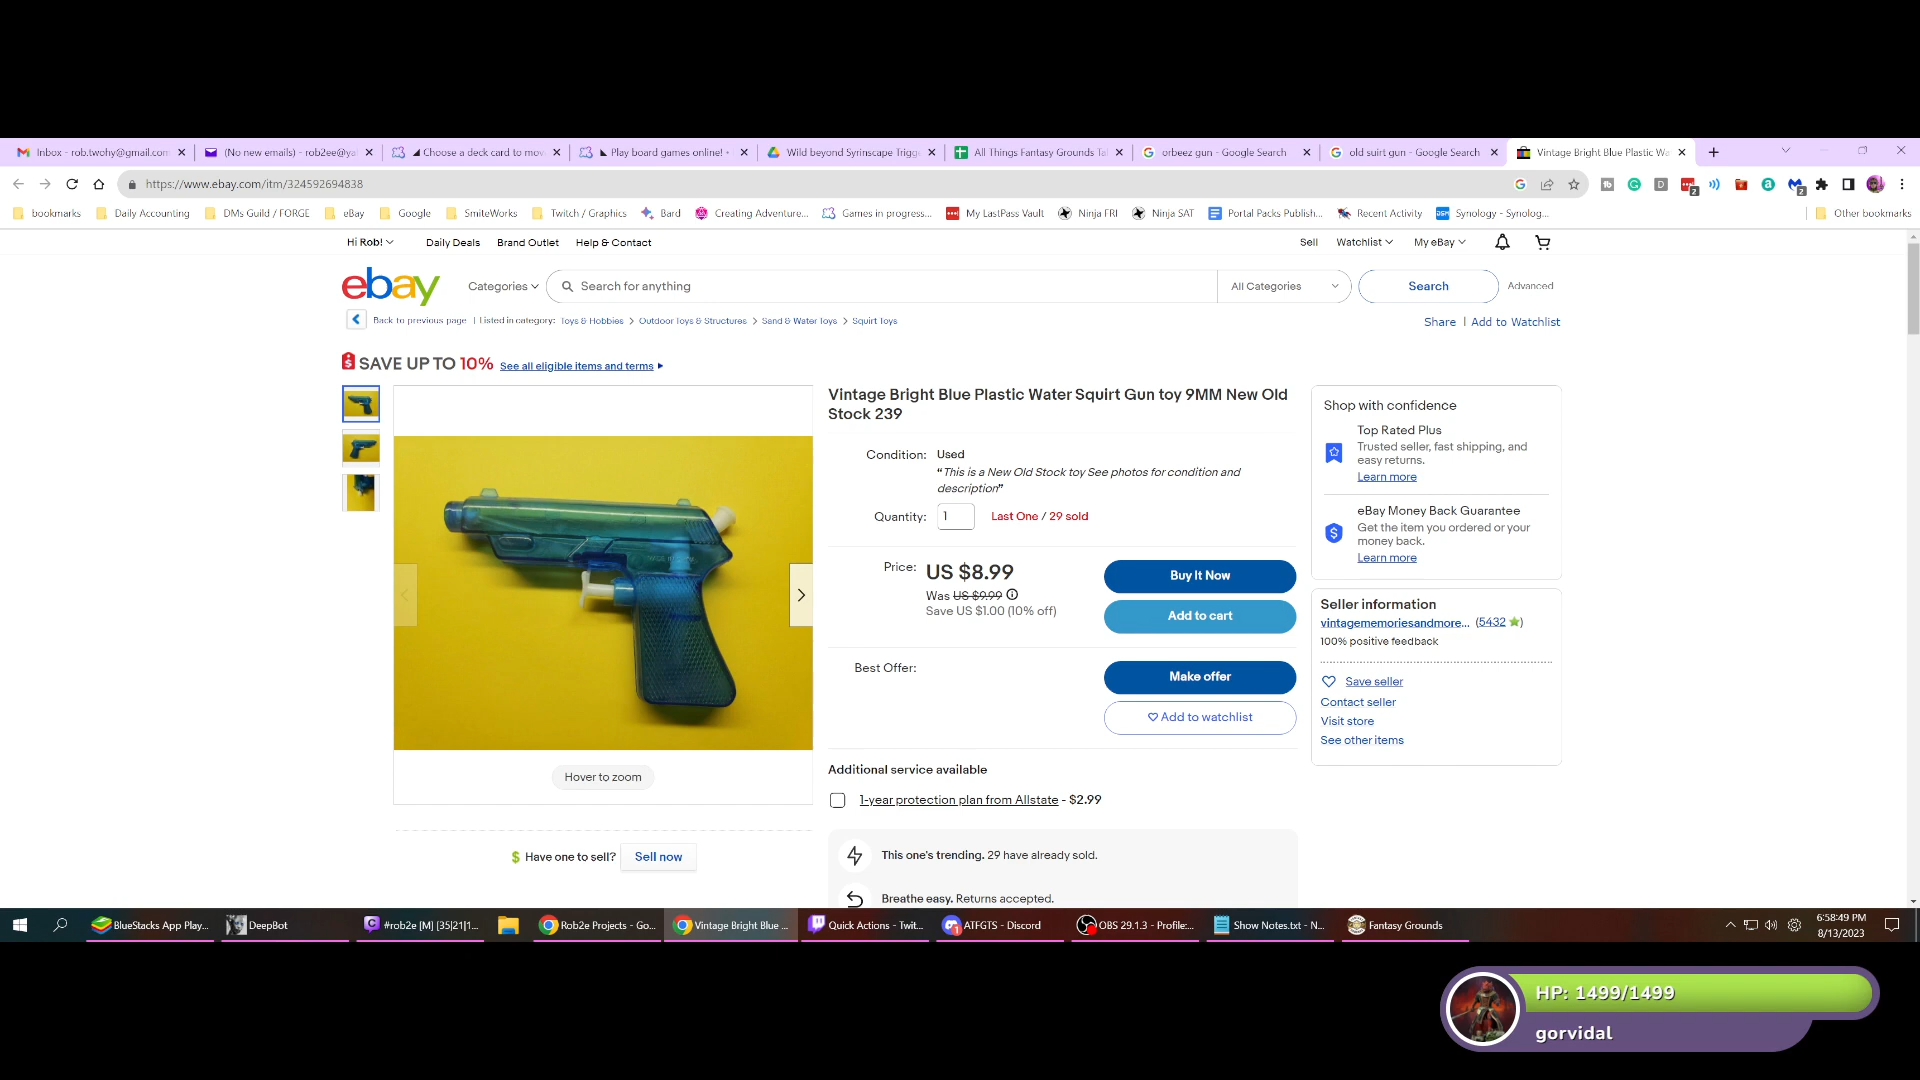 Inbox - rob.twohy@gmail.com
(No new emails) - rob2ee@ya
Choose a deck card to mov
Play board games online! •
Wild beyond Syrinscape Trigg
All Things Fantasy Grounds Tal
orbeez gun - Google Search
old suirt gun - Google Search
Vintage Bright Blue Plastic Wa
https://www.ebay.com/itm/324592694838
bookmarks
Daily Accounting
DMs Guild / FORGE
eBay
Google
SmiteWorks
Twitch / Graphics
Bard
Creating Adventure...
Games in progress...
My LastPass Vault
Ninja FRI
Ninja SAT
Portal Packs Publish...
Recent Activity
Synology - Synolog...
Other bookmarks
Hi Rob!
Daily Deals
Brand Outlet
Help & Contact
Sell
Watchlist
My eBay
ebay
Categories
Search for anything
All Categories
Search
Advanced
Back to previous page | Listed in category: Toys & Hobbies > Outdoor Toys & Structures > Sand & Water Toys > Squirt Toys
Share | Add to Watchlist
SAVE UP TO 10% See all eligible items and terms
Vintage Bright Blue Plastic Water Squirt Gun toy 9MM New Old
Stock 239
Condition: Used
“This is a New Old Stock toy See photos for condition and
description”
Quantity: 1 Last One / 29 sold
Price: US $8.99
Was US $9.99
Save US $1.00 (10% off)
Buy It Now
Add to cart
Best Offer:
Make offer
Add to watchlist
Additional service available
1-year protection plan from Allstate - $2.99
This one's trending. 29 have already sold.
Breathe easy. Returns accepted.
Hover to zoom
Have one to sell? Sell now
Shop with confidence
Top Rated Plus
Trusted seller, fast shipping, and
easy returns.
Learn more
eBay Money Back Guarantee
Get the item you ordered or your
money back.
Learn more
Seller information
vintagememoriesandmore... (5432)
100% positive feedback
Save seller
Contact seller
Visit store
See other items
BlueStacks App Play...
DeepBot
#rob2e [M] [35|21|1...
Rob2e Projects - Go...
Vintage Bright Blue ...
Quick Actions - Twit...
ATFGTS - Discord
OBS 29.1.3 - Profile:...
Show Notes.txt - N...
Fantasy Grounds
6:58:49 PM
8/13/2023
HP: 1499/1499
gorvidal